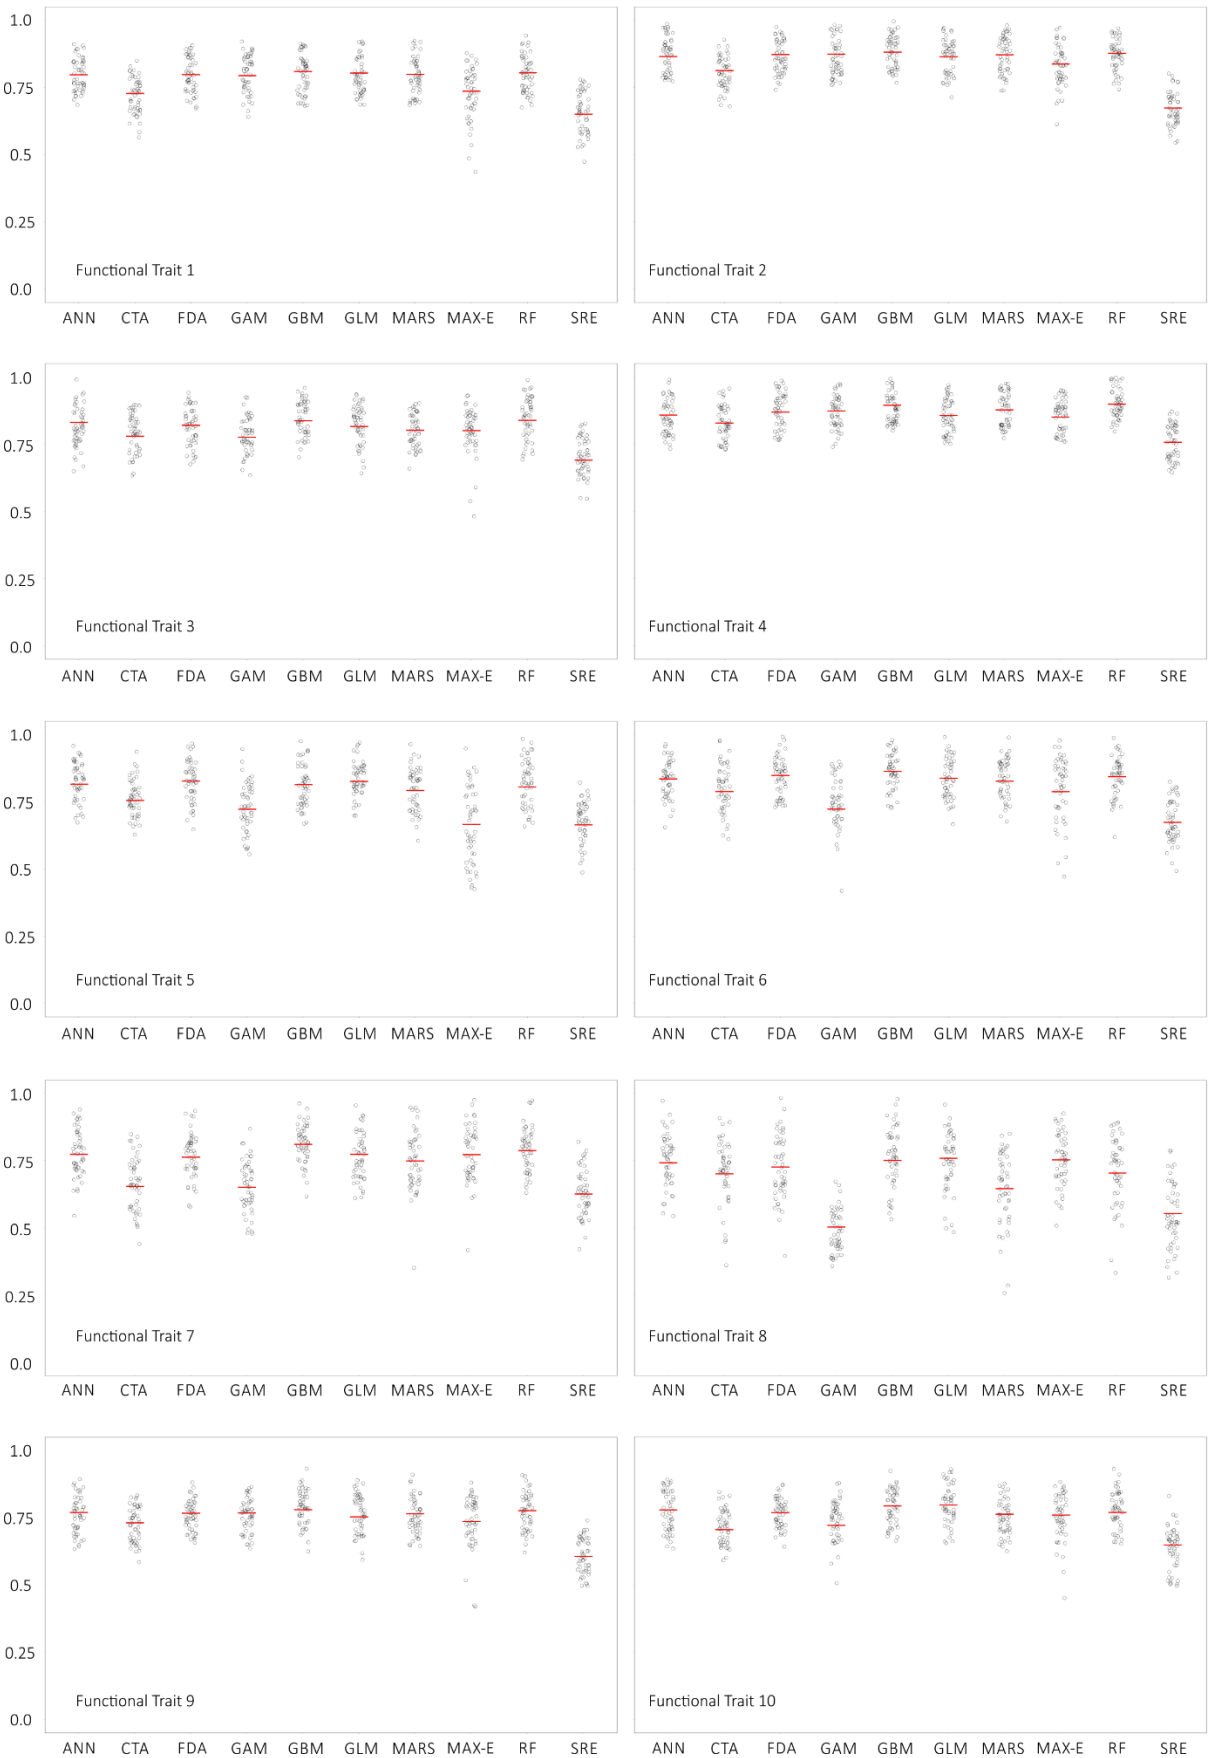 1.0
0.75
0.5
0.25
0.0
Functional Trait 1
Functional Trait 2
ANN CTA FDA GAM GBM GLM MARS MAX-E RF SRE
ANN CTA FDA GAM GBM GLM MARS MAX-E RF SRE
1.0
0.75
0.5
0.25
0.0
Functional Trait 3
Functional Trait 4
ANN CTA FDA GAM GBM GLM MARS MAX-E RF SRE
ANN CTA FDA GAM GBM GLM MARS MAX-E RF SRE
1.0
0.75
0.5
0.25
0.0
Functional Trait 5
Functional Trait 6
ANN CTA FDA GAM GBM GLM MARS MAX-E RF SRE
ANN CTA FDA GAM GBM GLM MARS MAX-E RF SRE
1.0
0.75
0.5
0.25
0.0
Functional Trait 7
Functional Trait 8
ANN CTA FDA GAM GBM GLM MARS MAX-E RF SRE
ANN CTA FDA GAM GBM GLM MARS MAX-E RF SRE
1.0
0.75
0.5
0.25
0.0
Functional Trait 9
Functional Trait 10
ANN CTA FDA GAM GBM GLM MARS MAX-E RF SRE
ANN CTA FDA GAM GBM GLM MARS MAX-E RF SRE